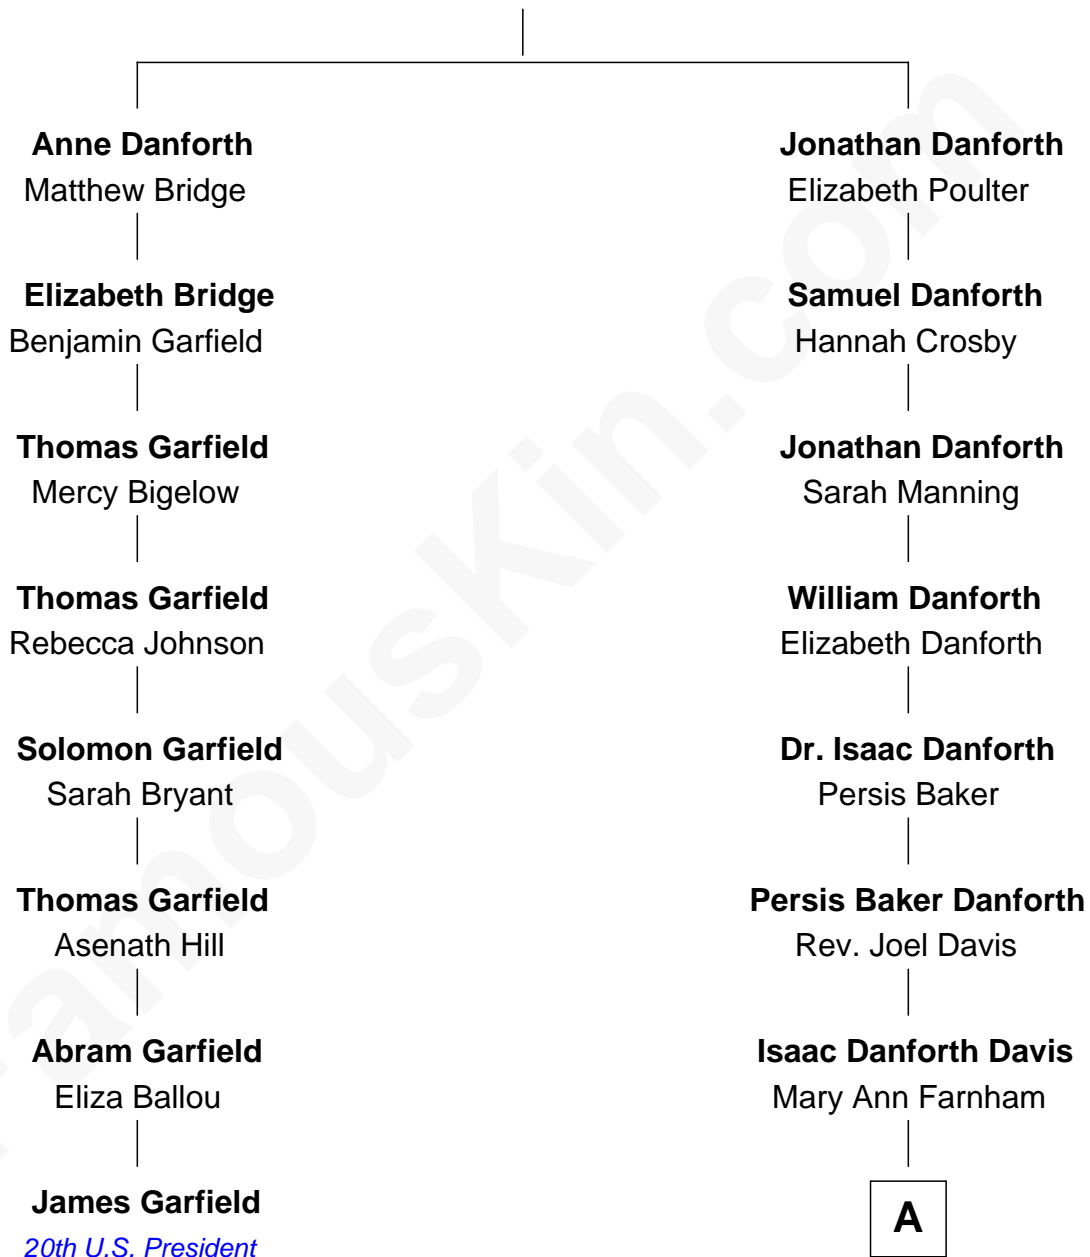 Anne Danforth
Matthew Bridge
Elizabeth Bridge
Benjamin Garfield
Thomas Garfield
Mercy Bigelow
Thomas Garfield
Rebecca Johnson
Solomon Garfield
Sarah Bryant
Thomas Garfield
Asenath Hill
Abram Garfield
Eliza Ballou
James Garfield
20th U.S. President
Jonathan Danforth
Elizabeth Poulter
Samuel Danforth
Hannah Crosby
Jonathan Danforth
Sarah Manning
William Danforth
Elizabeth Danforth
Dr. Isaac Danforth
Persis Baker
Persis Baker Danforth
Rev. Joel Davis
Isaac Danforth Davis
Mary Ann Farnham
A
FamousKin.com